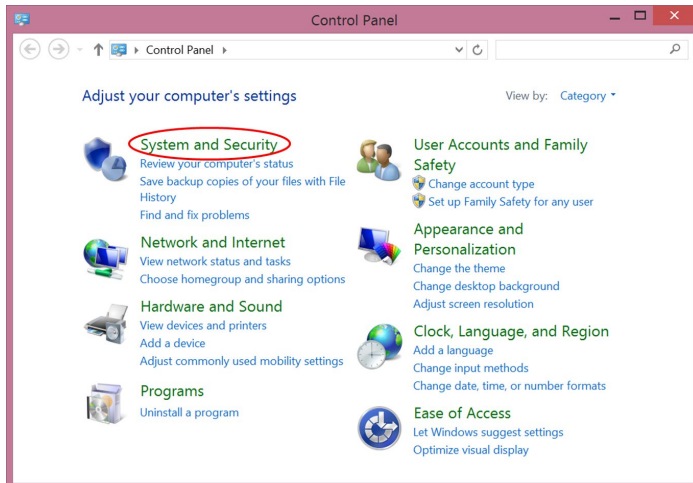 Control Panel
Control Panel
Adjust your computer's settings
View by: Category
System and Security
Review your computer's status
Save backup copies of your files with File
History
Find and fix problems
Network and Internet
View network status and tasks
Choose homegroup and sharing options
Hardware and Sound
View devices and printers
Add a device
Adjust commonly used mobility settings
Programs
Uninstall a program
User Accounts and Family
Safety
Change account type
Set up Family Safety for any user
Appearance and
Personalization
Change the theme
Change desktop background
Adjust screen resolution
Clock, Language, and Region
Add a language
Change input methods
Change date, time, or number formats
Ease of Access
Let Windows suggest settings
Optimize visual display